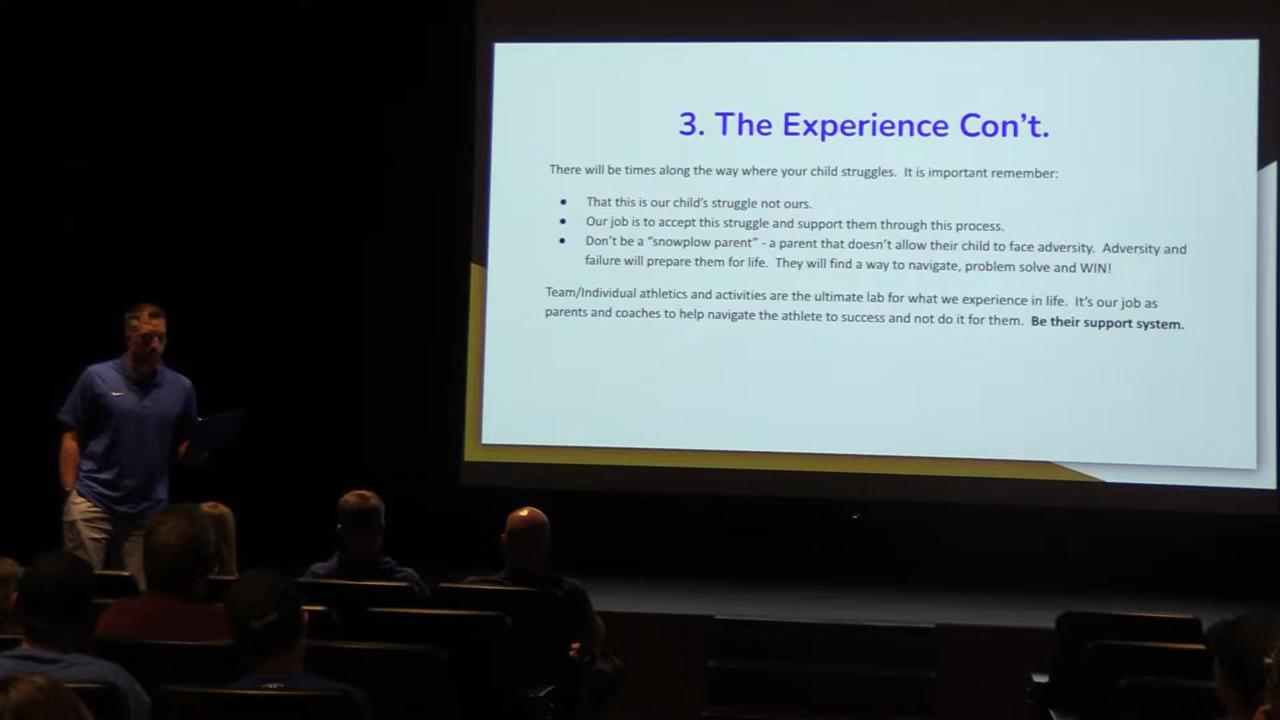 3. The Experience Con't.
There will be times along the way where your child struggles.  It is important remember:
● That this is our child's struggle not ours.
● Our job is to accept this struggle and support them through this process.
● Don't be a “snowplow parent” - a parent that doesn't allow their child to face adversity.  Adversity and
failure will prepare them for life.  They will find a way to navigate, problem solve and WIN!
Team/Individual athletics and activities are the ultimate lab for what we experience in life.  It's our job as
parents and coaches to help navigate the athlete to success and not do it for them.  Be their support system.